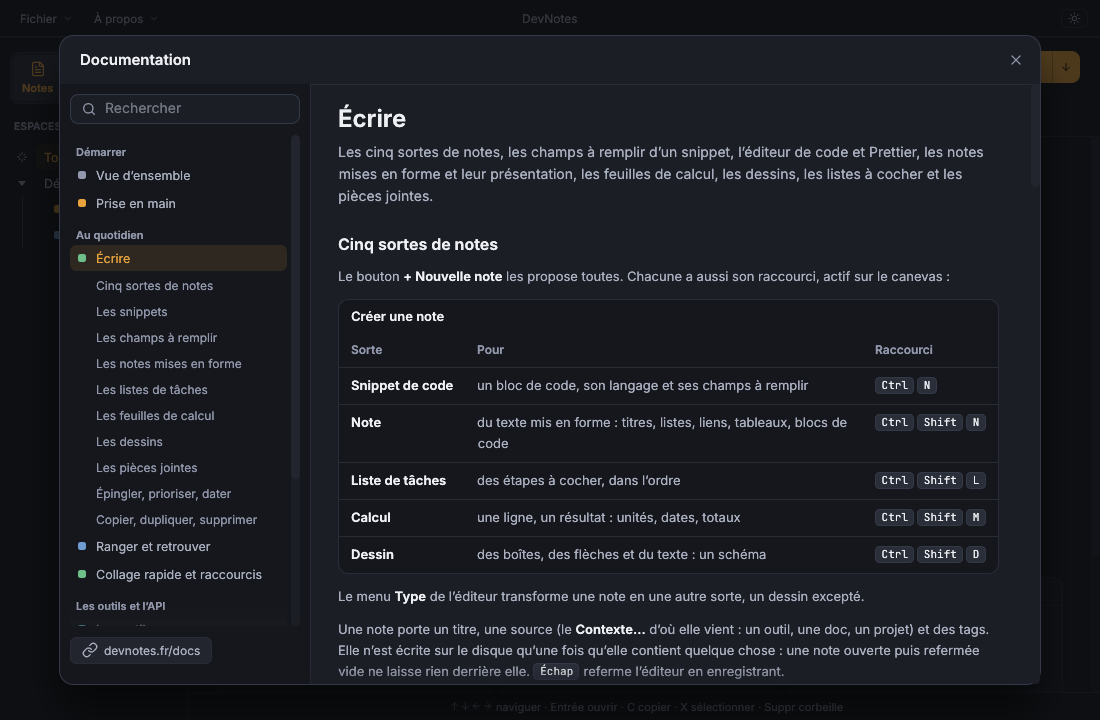 Fichier
À propos
DevNotes
Notes
ESPACES
Documentation
Rechercher
Démarrer
Vue d’ensemble
Prise en main
Au quotidien
Écrire
Cinq sortes de notes
Les snippets
Les champs à remplir
Les notes mises en forme
Les listes de tâches
Les feuilles de calcul
Les dessins
Les pièces jointes
Épingler, prioriser, dater
Copier, dupliquer, supprimer
Ranger et retrouver
Collage rapide et raccourcis
Les outils et l’API
devnotes.fr/docs
Écrire
Les cinq sortes de notes, les champs à remplir d’un snippet, l’éditeur de code et Prettier, les notes
mises en forme et leur présentation, les feuilles de calcul, les dessins, les listes à cocher et les
pièces jointes.
Cinq sortes de notes
Le bouton + Nouvelle note les propose toutes. Chacune a aussi son raccourci, actif sur le canevas :
Créer une note
Sorte Pour Raccourci
Snippet de code un bloc de code, son langage et ses champs à remplir Ctrl N
Note du texte mis en forme : titres, listes, liens, tableaux, blocs de Ctrl Shift N
code
Liste de tâches des étapes à cocher, dans l’ordre Ctrl Shift L
Calcul une ligne, un résultat : unités, dates, totaux Ctrl Shift M
Dessin des boîtes, des flèches et du texte : un schéma Ctrl Shift D
Le menu Type de l’éditeur transforme une note en une autre sorte, un dessin excepté.
Une note porte un titre, une source (le Contexte… d’où elle vient : un outil, une doc, un projet) et des tags.
Elle n’est écrite sur le disque qu’une fois qu’elle contient quelque chose : une note ouverte puis refermée
vide ne laisse rien derrière elle. Échap referme l’éditeur en enregistrant.
↑ ↓ ← → naviguer · Entrée ouvrir · C copier · X sélectionner · Suppr corbeille